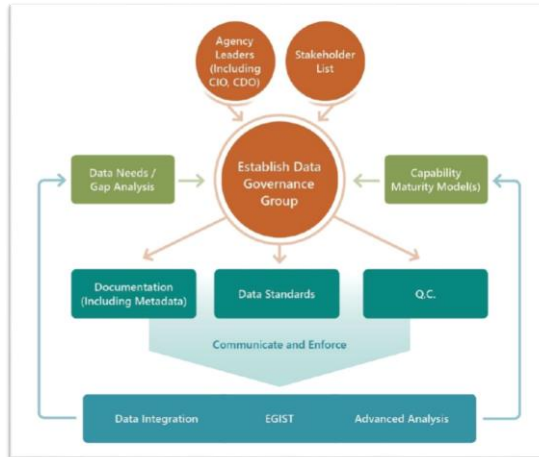 Agency
Leaders
(Including
CIO, CDO)
Stakeholder
List
Establish Data
Governance
Group
Data Needs /
Gap Analysis
Capability
Maturity Model(s)
Documentation
(Including Metadata)
Data Standards
Q.C.
Communicate and Enforce
Data Integration
EGIST
Advanced Analysis